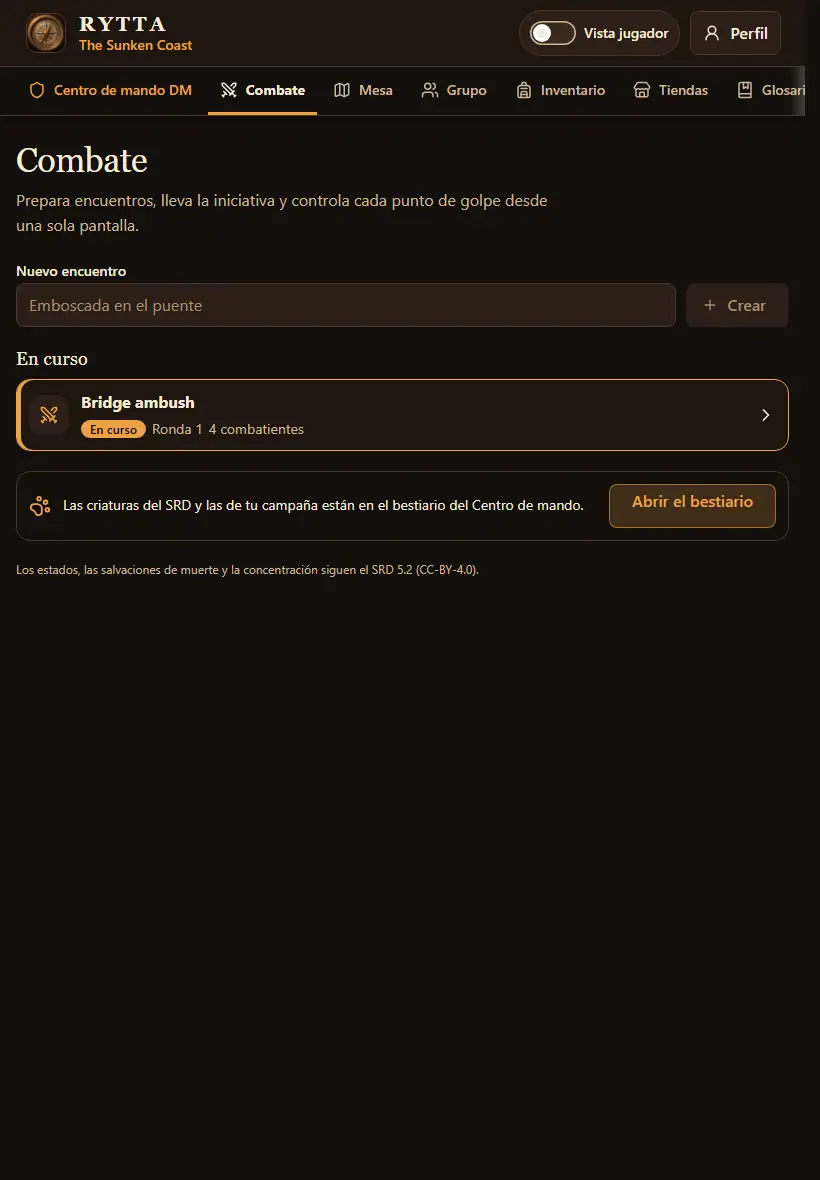 RYTTA
The Sunken Coast
Vista jugador
Perfil
Centro de mando DM
Combate
Mesa
Grupo
Inventario
Tiendas
Glosari
Combate
Prepara encuentros, lleva la iniciativa y controla cada punto de golpe desde
una sola pantalla.
Nuevo encuentro
Emboscada en el puente
+ Crear
En curso
Bridge ambush
En curso Ronda 1 4 combatientes
Las criaturas del SRD y las de tu campaña están en el bestiario del Centro de mando.
Abrir el bestiario
Los estados, las salvaciones de muerte y la concentración siguen el SRD 5.2 (CC-BY-4.0).